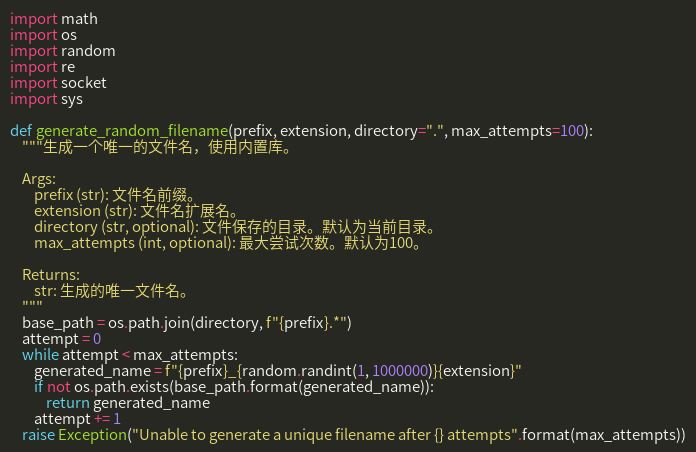 import math
import os
import random
import re
import socket
import sys
def generate_random_filename(prefix, extension, directory=".", max_attempts=100):
"""生成一个唯一的文件名，使用内置库。
Args:
prefix (str): 文件名前缀。
extension (str): 文件名扩展名。
directory (str, optional): 文件保存的目录。默认为当前目录。
max_attempts (int, optional): 最大尝试次数。默认为100。
Returns:
str: 生成的唯一文件名。
"""
base_path = os.path.join(directory, f"{prefix}.*")
attempt = 0
while attempt < max_attempts:
generated_name = f"{prefix}_{random.randint(1, 1000000)}{extension}"
if not os.path.exists(base_path.format(generated_name)):
return generated_name
attempt += 1
raise Exception("Unable to generate a unique filename after {} attempts".format(max_attempts))